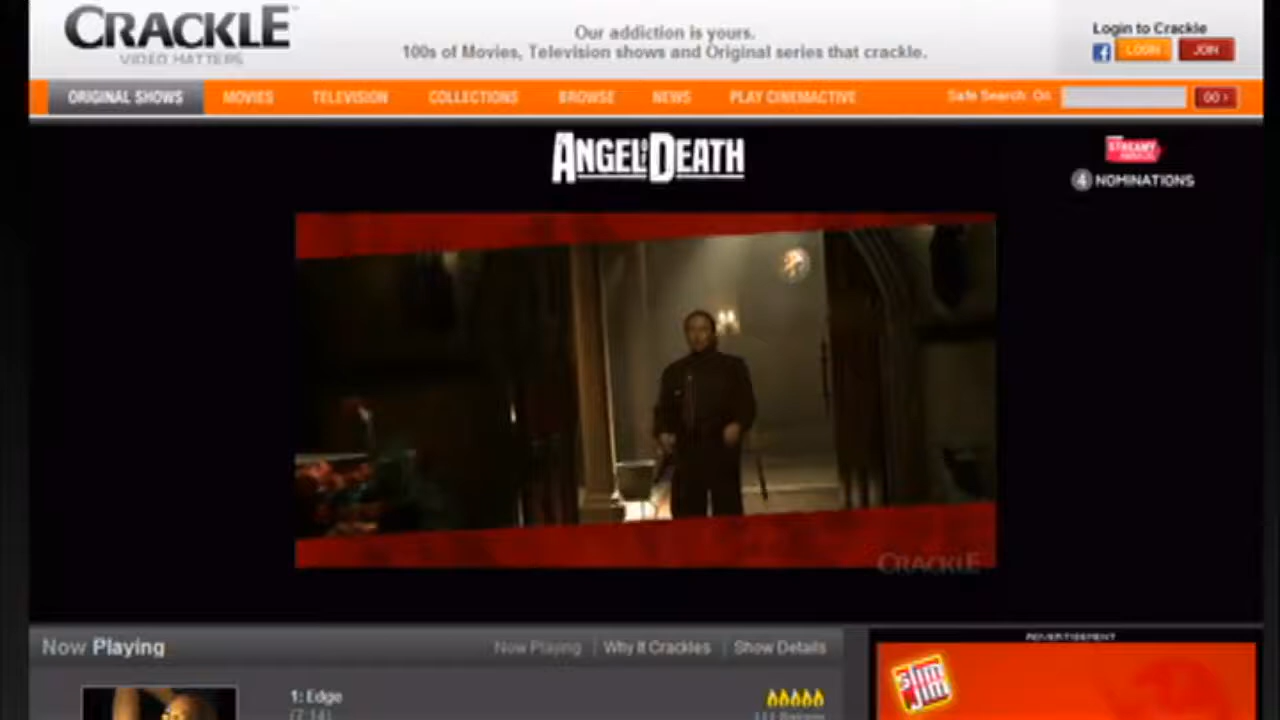 CRACKLE
VIDEO MATTERS
Our addiction is yours.
100s of Movies, Television shows and Original series that crackle.
Login to Crackle
LOGIN
JOIN
ORIGINAL SHOWS
MOVIES
TELEVISION
COLLECTIONS
BROWSE
NEWS
PLAY CINEMACTIVE
Safe Search: On
GO ›
ANGEL OF DEATH
STREAMY
4 NOMINATIONS
CRACKLE
Now Playing
Now Playing | Why It Crackles | Show Details
ADVERTISEMENT
Slim Jim
1: Edge
(7:14)